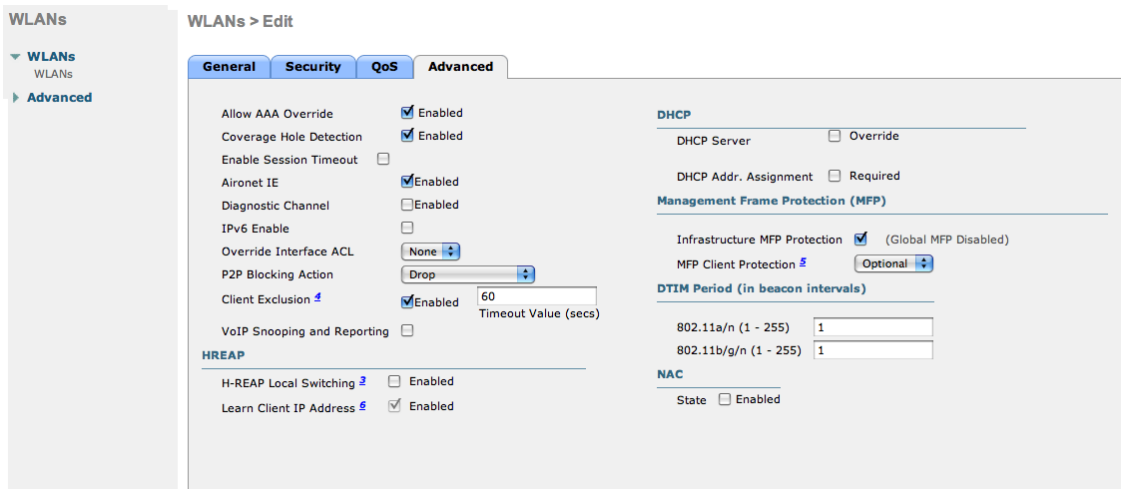 WLANs
WLANs > Edit
WLANs
WLANs
Advanced
General Security QoS Advanced
Allow AAA Override Enabled
Coverage Hole Detection Enabled
Enable Session Timeout
Aironet IE Enabled
Diagnostic Channel Enabled
IPv6 Enable
Override Interface ACL None
P2P Blocking Action Drop
Client Exclusion 4 Enabled 60
Timeout Value (secs)
VoIP Snooping and Reporting
HREAP
H-REAP Local Switching 3 Enabled
Learn Client IP Address 6 Enabled
DHCP
DHCP Server Override
DHCP Addr. Assignment Required
Management Frame Protection (MFP)
Infrastructure MFP Protection (Global MFP Disabled)
MFP Client Protection 5 Optional
DTIM Period (in beacon intervals)
802.11a/n (1 - 255) 1
802.11b/g/n (1 - 255) 1
NAC
State Enabled